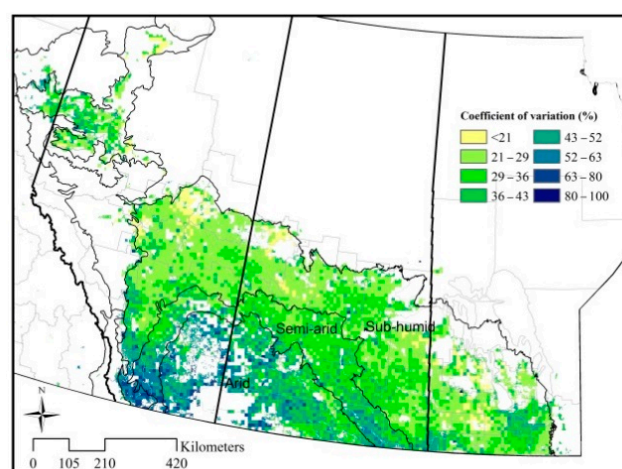 Coefficient of variation (%)
<21 43 – 52
21 – 29 52 – 63
29 – 36 63 – 80
36 – 43 80 – 100
Semi-arid Sub-humid
Arid
N
Kilometers
0 105 210 420